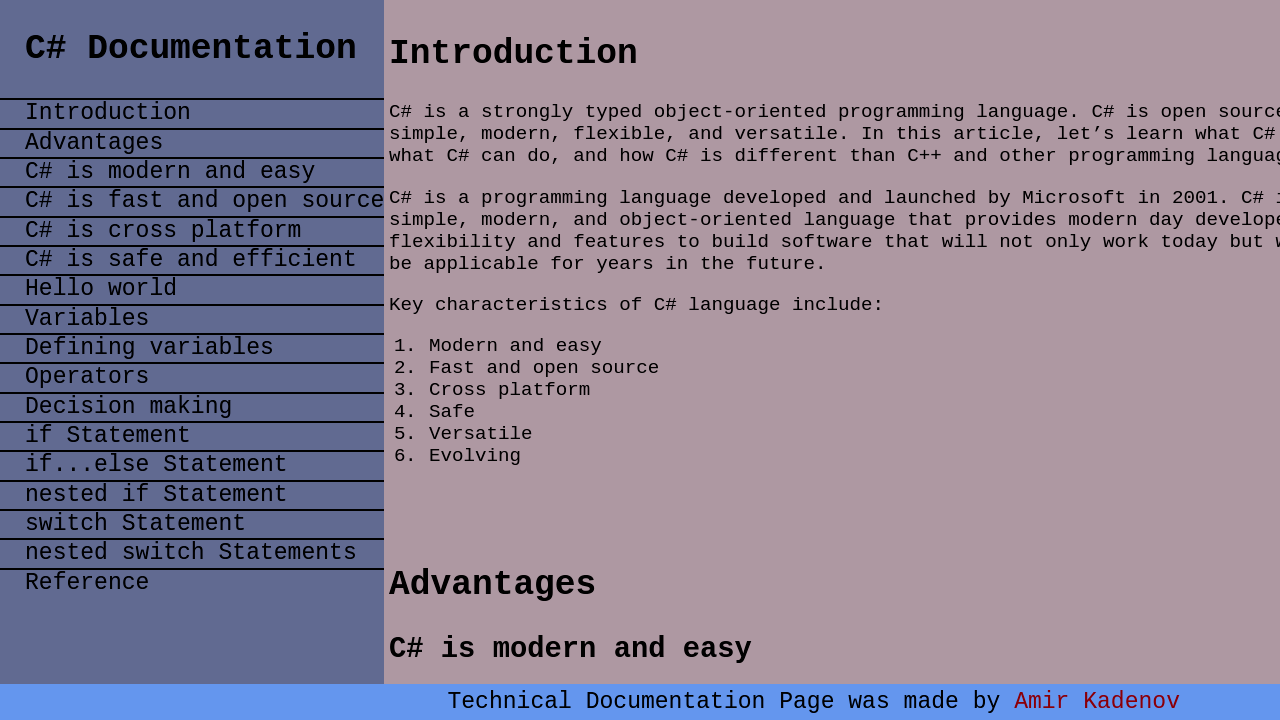 C# Documentation
Introduction
Advantages
C# is modern and easy
C# is fast and open source
C# is cross platform
C# is safe and efficient
Hello world
Variables
Defining variables
Operators
Decision making
if Statement
if...else Statement
nested if Statement
switch Statement
nested switch Statements
Reference
Introduction
C# is a strongly typed object-oriented programming language. C# is open source
simple, modern, flexible, and versatile. In this article, let’s learn what C#
what C# can do, and how C# is different than C++ and other programming
C# is a programming language developed and launched by Microsoft in 2001. C#
simple, modern, and object-oriented language that provides modern day
flexibility and features to build software that will not only work today but
be applicable for years in the future.
Key characteristics of C# language include:
1. Modern and easy
2. Fast and open source
3. Cross platform
4. Safe
5. Versatile
6. Evolving
Advantages
C# is modern and easy
Technical Documentation Page was made by Amir Kadenov